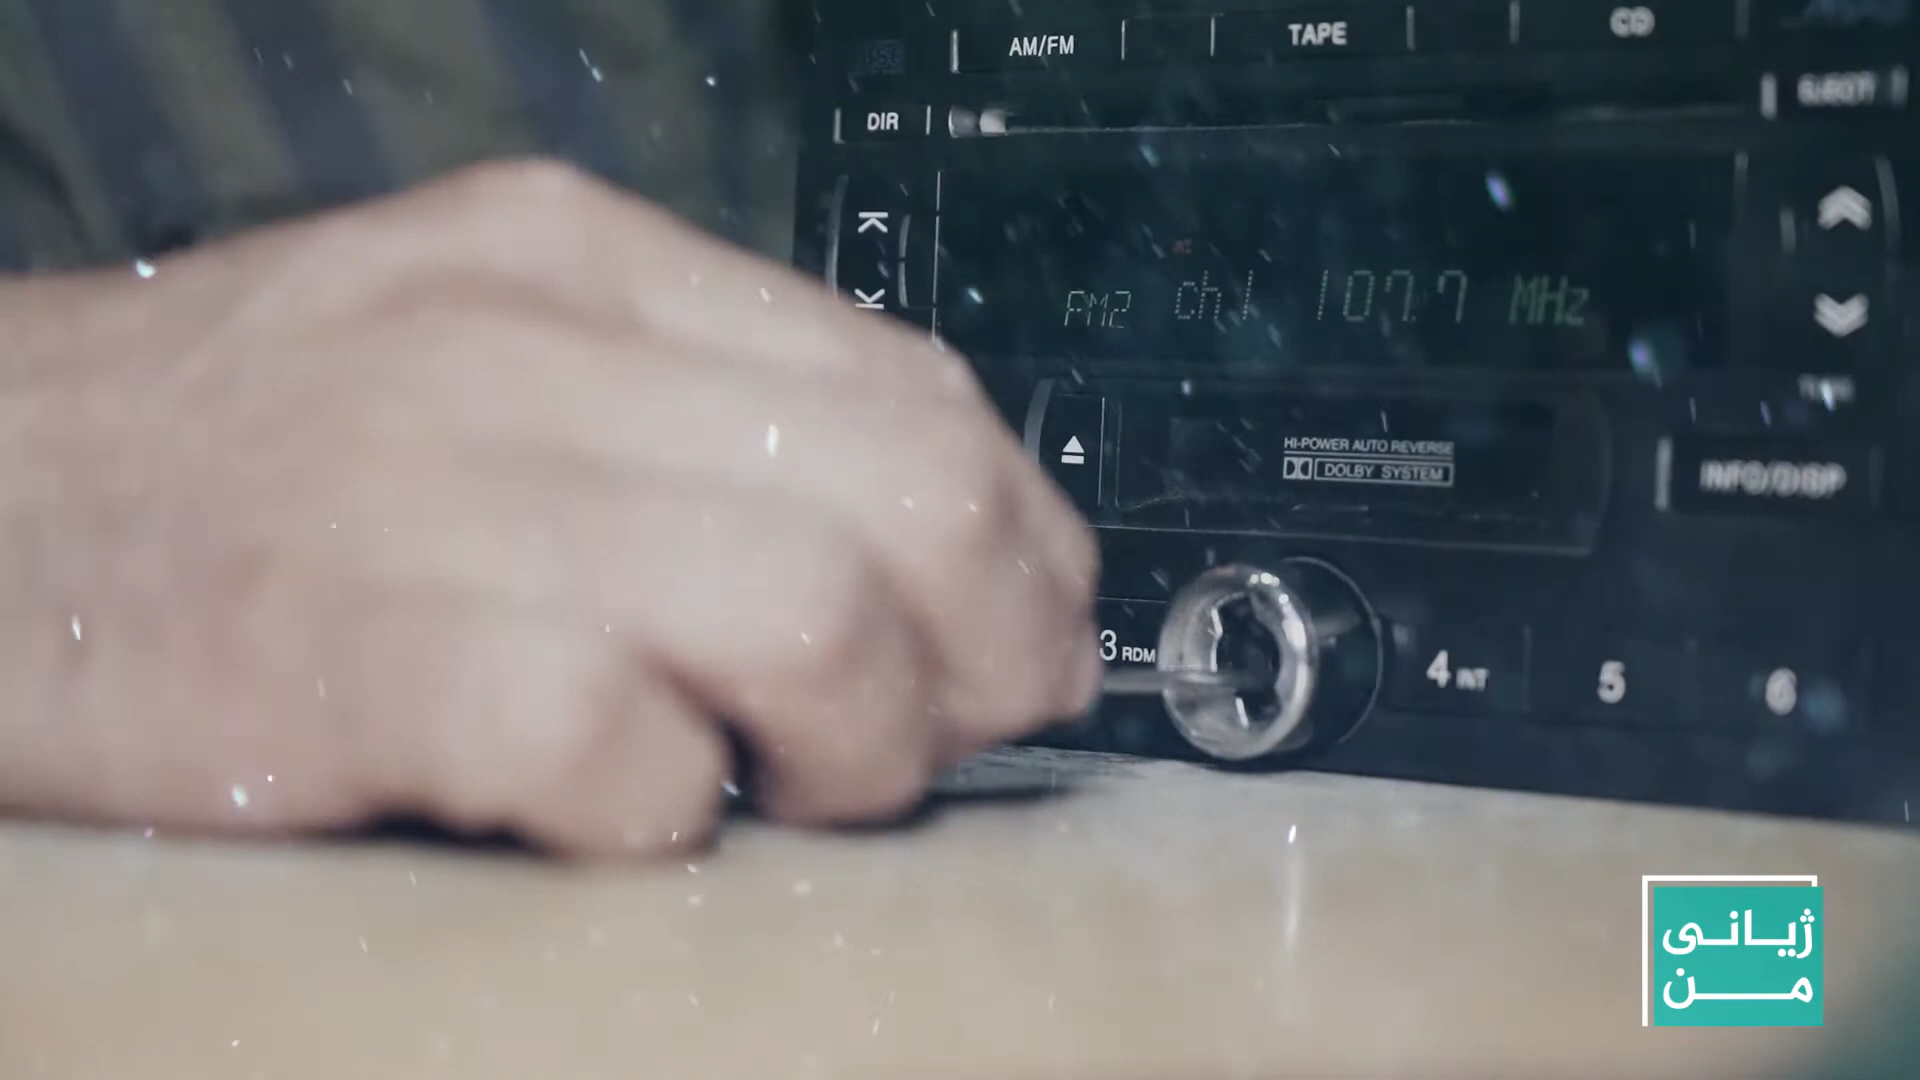 AM/FM
TAPE
CD
EJECT
DIR
FM2 ch1 107.7 MHz
HI-POWER AUTO REVERSE
DOLBY SYSTEM
INFO/DISP
3 RDM
4 INT
5
6
ژیانی
من